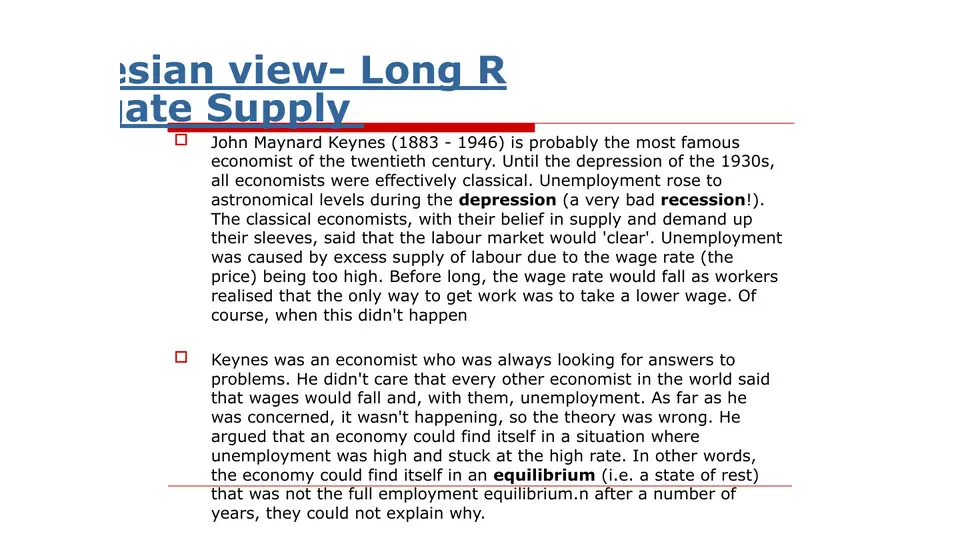 esian view- Long R
gate Supply
John Maynard Keynes (1883 - 1946) is probably the most famous
economist of the twentieth century. Until the depression of the 1930s,
all economists were effectively classical. Unemployment rose to
astronomical levels during the depression (a very bad recession!).
The classical economists, with their belief in supply and demand up
their sleeves, said that the labour market would 'clear'. Unemployment
was caused by excess supply of labour due to the wage rate (the
price) being too high. Before long, the wage rate would fall as workers
realised that the only way to get work was to take a lower wage. Of
course, when this didn't happen
Keynes was an economist who was always looking for answers to
problems. He didn't care that every other economist in the world said
that wages would fall and, with them, unemployment. As far as he
was concerned, it wasn't happening, so the theory was wrong. He
argued that an economy could find itself in a situation where
unemployment was high and stuck at the high rate. In other words,
the economy could find itself in an equilibrium (i.e. a state of rest)
that was not the full employment equilibrium.n after a number of
years, they could not explain why.